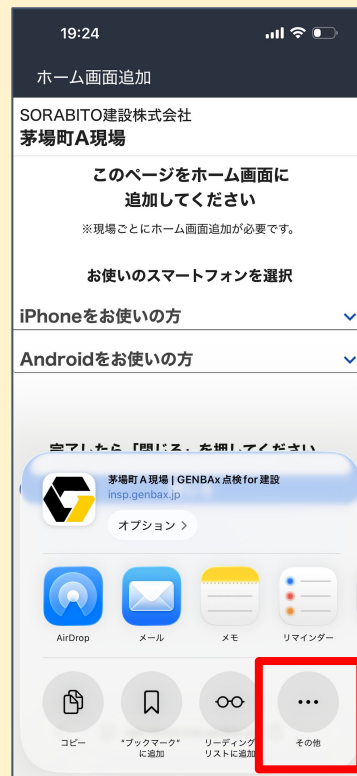 19:24
ホーム画面追加
SORABITO建設株式会社
茅場町A現場
このページをホーム画面に
追加してください
※現場ごとにホーム画面追加が必要です。
お使いのスマートフォンを選択
iPhoneをお使いの方
Androidをお使いの方
完了したら「閉じる」を押してください
茅場町A現場 | GENBAx点検for建設
insp.genbax.jp
オプション
AirDrop
メール
メモ
リマインダー
コピー
"ブックマーク"
に追加
リーディング
リストに追加
その他